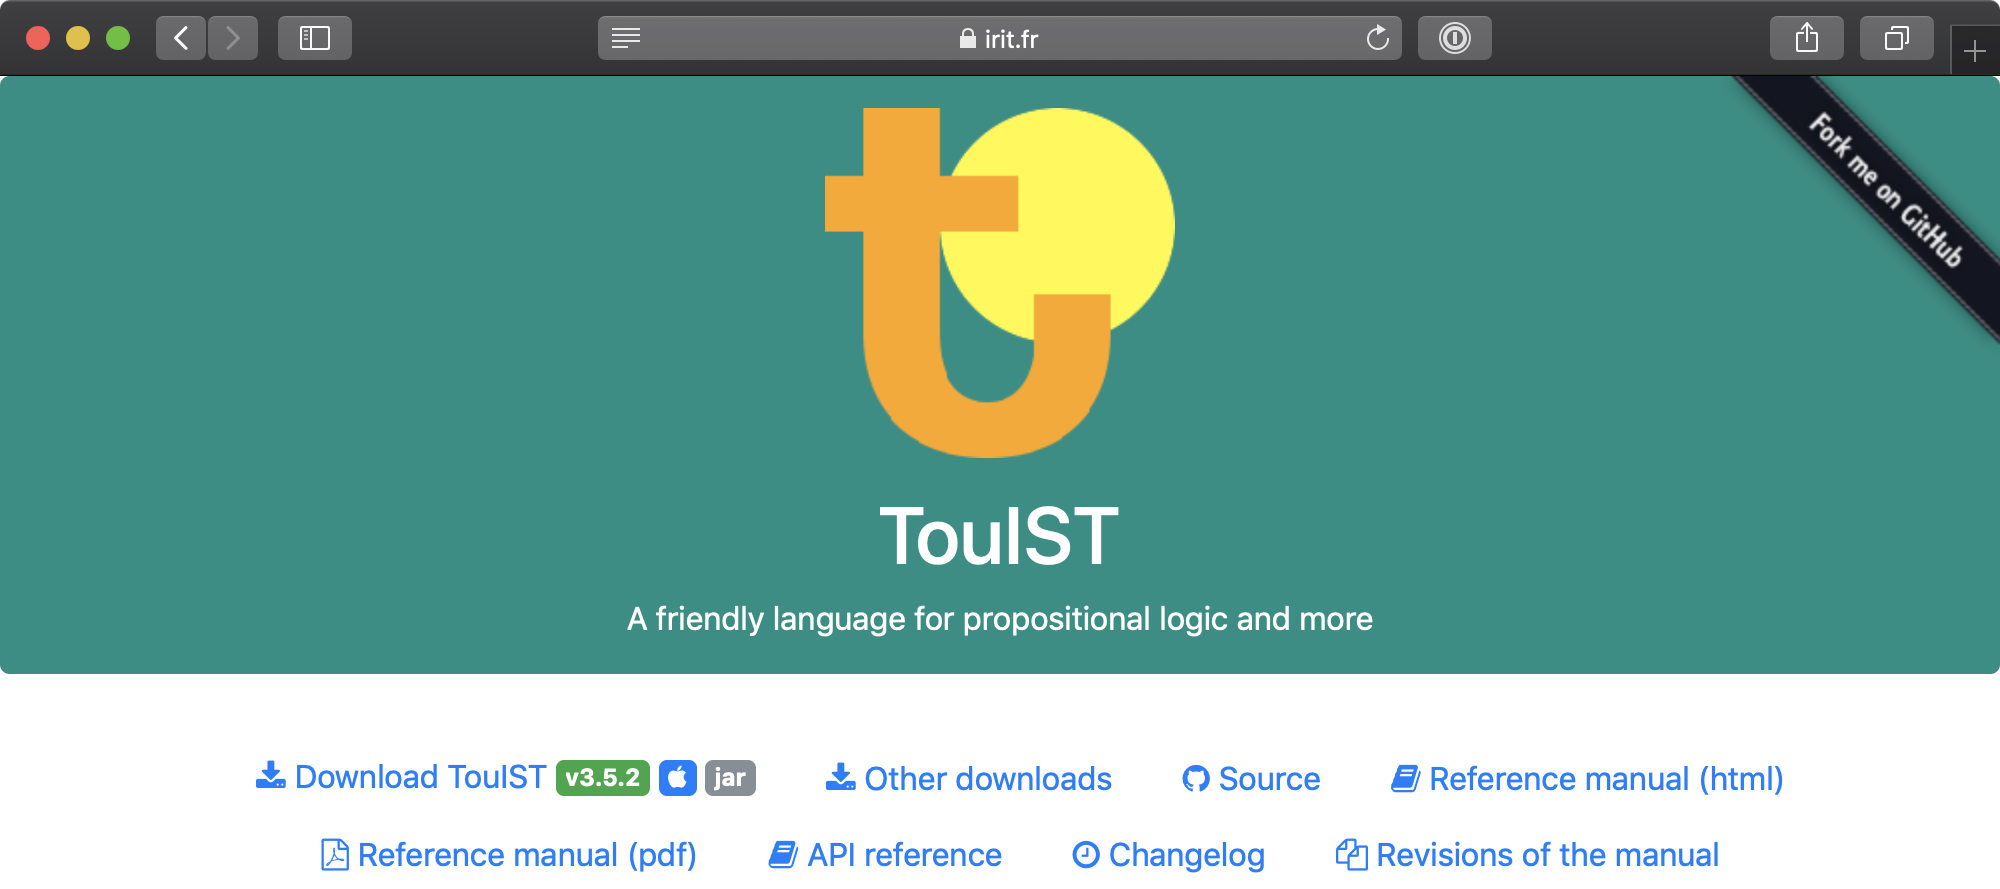 irit.fr
Fork me on GitHub
t
TouIST
A friendly language for propositional logic and more
Download TouIST v3.5.2 jar
Other downloads
Source
Reference manual (html)
Reference manual (pdf)
API reference
Changelog
Revisions of the manual